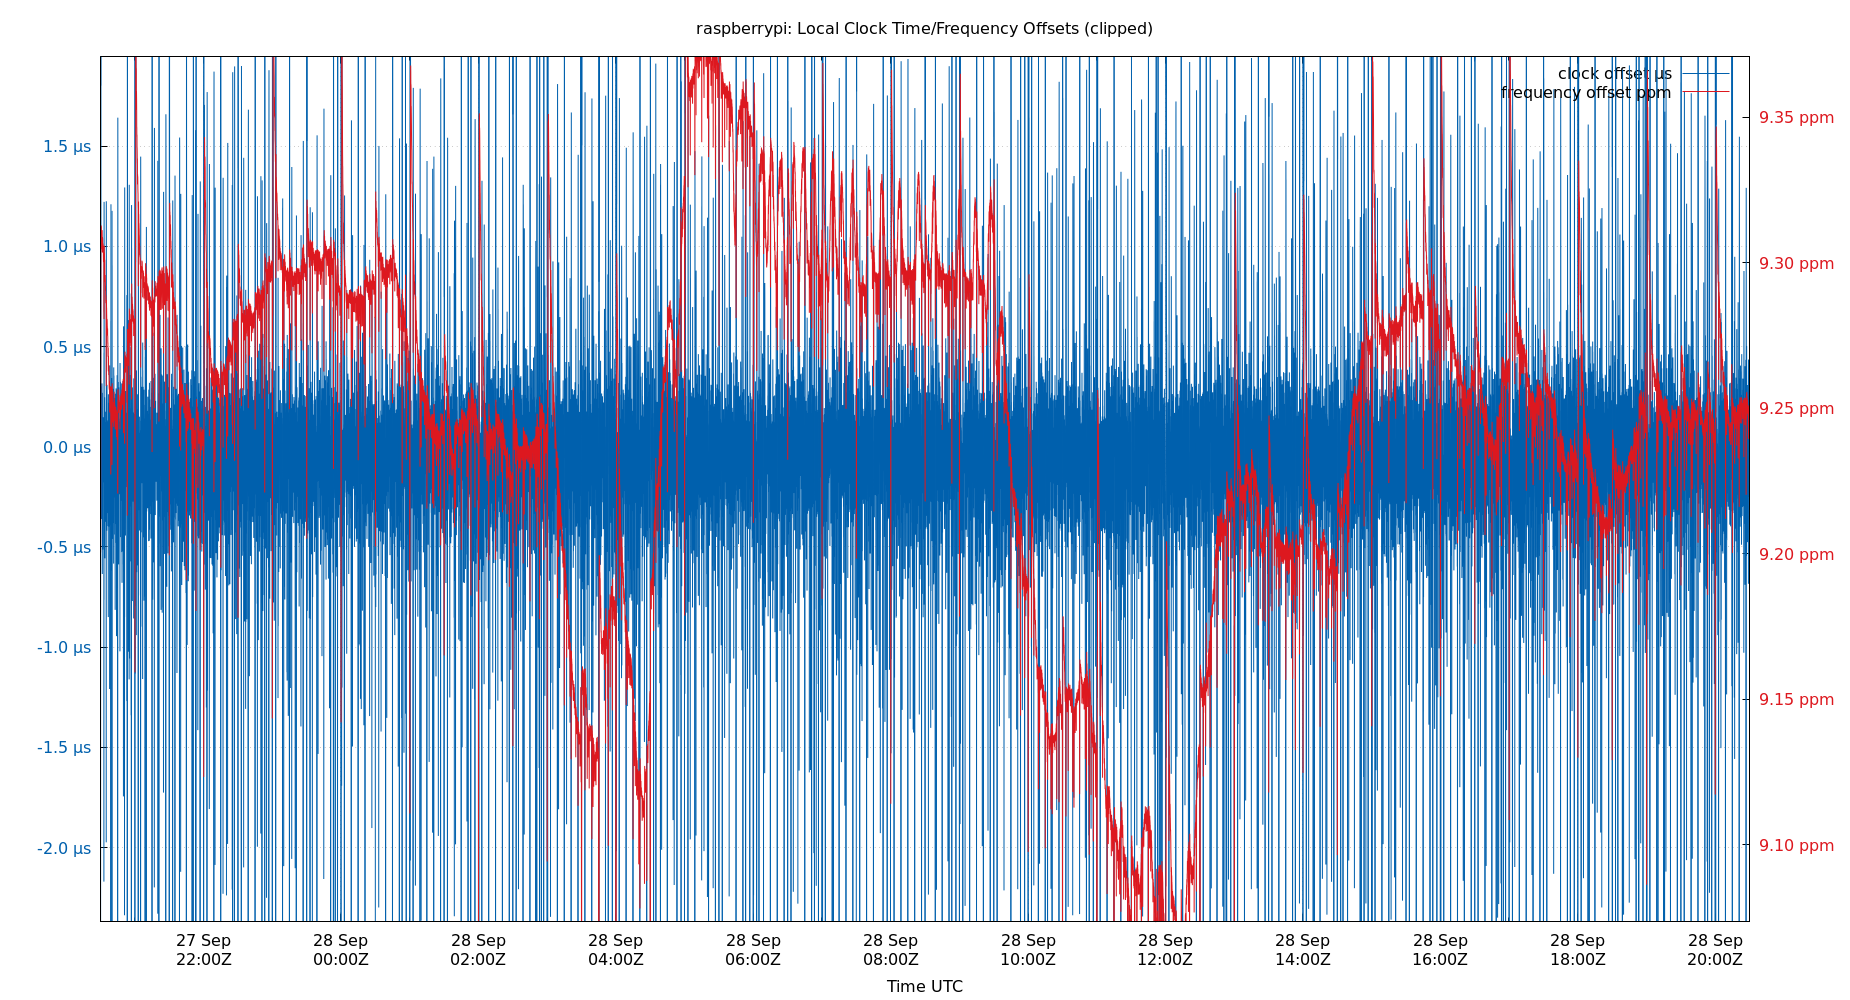 raspberrypi: Local Clock Time/Frequency Offsets (clipped)
clock offset µs
frequency offset ppm
1.5 µs
1.0 µs
0.5 µs
0.0 µs
-0.5 µs
-1.0 µs
-1.5 µs
-2.0 µs
9.35 ppm
9.30 ppm
9.25 ppm
9.20 ppm
9.15 ppm
9.10 ppm
27 Sep 28 Sep 28 Sep 28 Sep 28 Sep 28 Sep 28 Sep 28 Sep 28 Sep 28 Sep 28 Sep 28 Sep
22:00Z 00:00Z 02:00Z 04:00Z 06:00Z 08:00Z 10:00Z 12:00Z 14:00Z 16:00Z 18:00Z 20:00Z
Time UTC